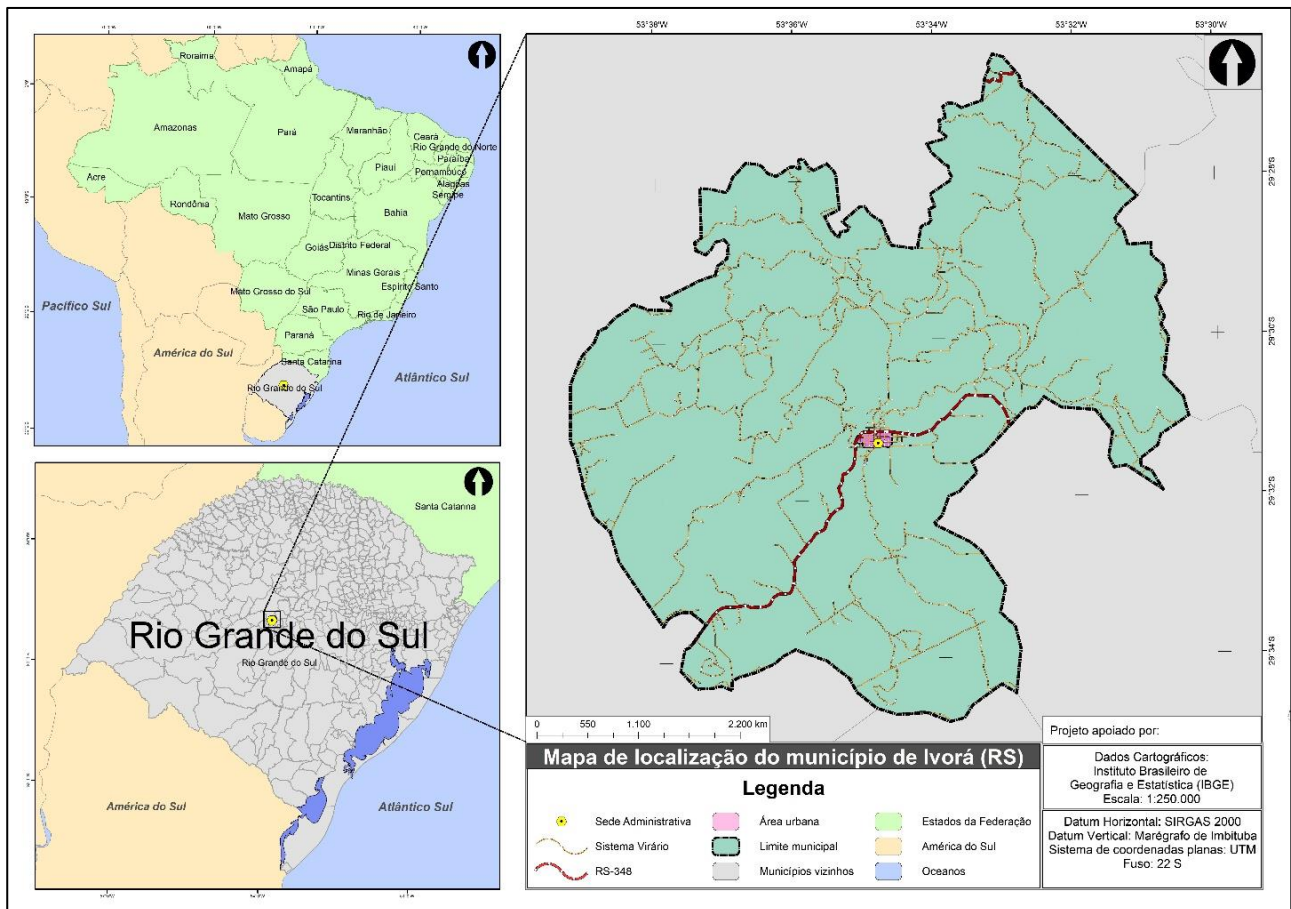 Roraima
Amapá
Amazonas
Pará
Maranhão
Ceará
Rio Grande do Norte
Paraíba
Piauí
Pernambuco
Acre
Alagoas
Sergipe
Tocantins
Rondônia
Bahia
Mato Grosso
Goiás
Distrito Federal
Minas Gerais
Espírito Santo
Mato Grosso do Sul
São Paulo
Rio de Janeiro
Pacífico Sul
Paraná
América do Sul
Santa Catarina
Atlântico Sul
Rio Grande do Sul
Santa Catarina
Rio Grande do Sul
Rio Grande do Sul
América do Sul
Atlântico Sul
53°38'W
53°36'W
53°34'W
53°32'W
53°30'W
29°28'S
29°30'S
29°32'S
29°34'S
0 550 1.100 2.200 km
Mapa de localização do município de Ivorá (RS)
Legenda
Sede Administrativa
Área urbana
Estados da Federação
Sistema Virário
Limite municipal
América do Sul
RS-348
Municípios vizinhos
Oceanos
Projeto apoiado por:
Dados Cartográficos:
Instituto Brasileiro de
Geografia e Estatística (IBGE)
Escala: 1:250.000
Datum Horizontal: SIRGAS 2000
Datum Vertical: Marégrafo de Imbituba
Sistema de coordenadas planas: UTM
Fuso: 22 S